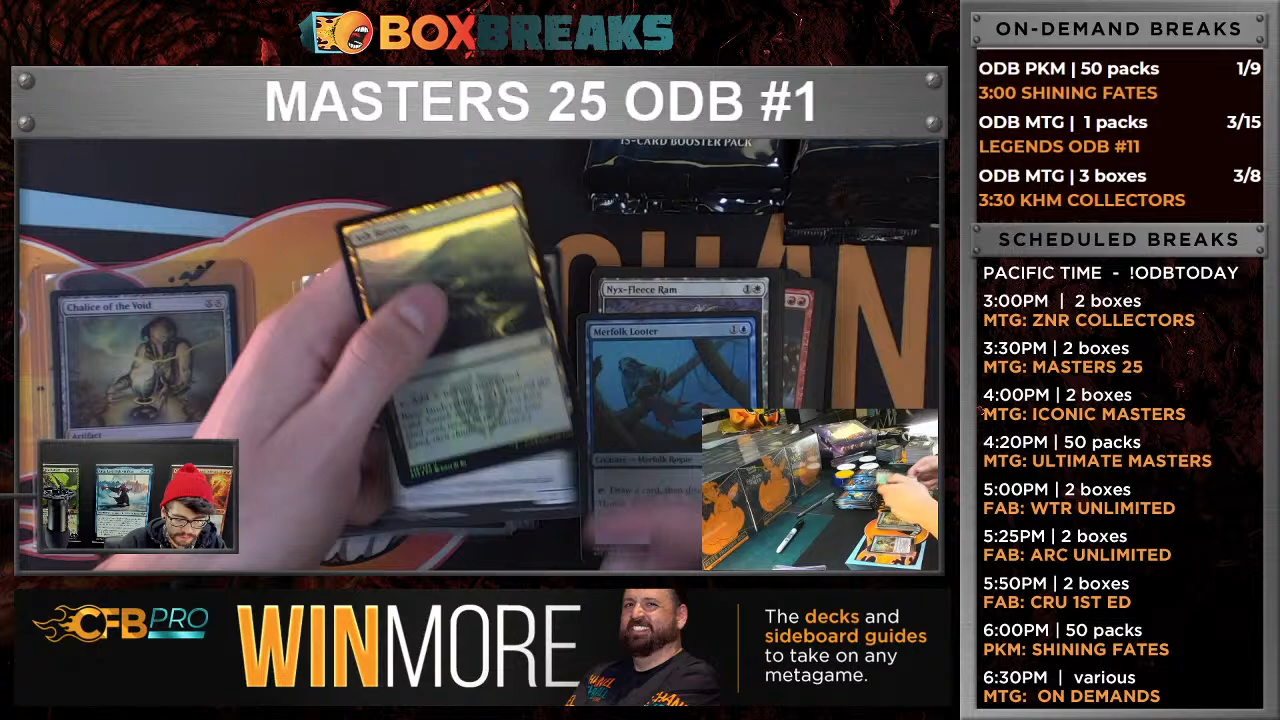 BOXBREAKS
MASTERS 25 ODB #1
15-CARD BOOSTER PACK
Chalice of the Void
Artifact
Nyx-Fleece Ram
Merfolk Looter
Creature — Merfolk Rogue
CFBPRO
WINMORE
The decks and
sideboard guides
to take on any
metagame.
ON-DEMAND BREAKS
ODB PKM | 50 packs 1/9
3:00 SHINING FATES
ODB MTG | 1 packs 3/15
LEGENDS ODB #11
ODB MTG | 3 boxes 3/8
3:30 KHM COLLECTORS
SCHEDULED BREAKS
PACIFIC TIME - !ODBTODAY
3:00PM | 2 boxes
MTG: ZNR COLLECTORS
3:30PM | 2 boxes
MTG: MASTERS 25
4:00PM | 2 boxes
MTG: ICONIC MASTERS
4:20PM | 50 packs
MTG: ULTIMATE MASTERS
5:00PM | 2 boxes
FAB: WTR UNLIMITED
5:25PM | 2 boxes
FAB: ARC UNLIMITED
5:50PM | 2 boxes
FAB: CRU 1ST ED
6:00PM | 50 packs
PKM: SHINING FATES
6:30PM | various
MTG: ON DEMANDS